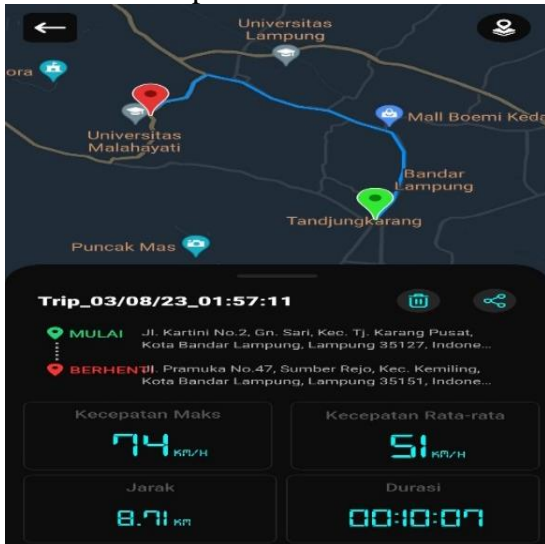 Universitas
Lampung
ora
Mall Boemi Keda
Universitas
Malahayati
Bandar
Lampung
Tandjungkarang
Puncak Mas
Trip_03/08/23_01:57:11
MULAI Jl. Kartini No.2, Gn. Sari, Kec. Tj. Karang Pusat,
Kota Bandar Lampung, Lampung 35127, Indone...
BERHENTI Jl. Pramuka No.47, Sumber Rejo, Kec. Kemiling,
Kota Bandar Lampung, Lampung 35151, Indone...
Kecepatan Maks
74 KM/H
Kecepatan Rata-rata
51 KM/H
Jarak
8.71 KM
Durasi
00:10:07